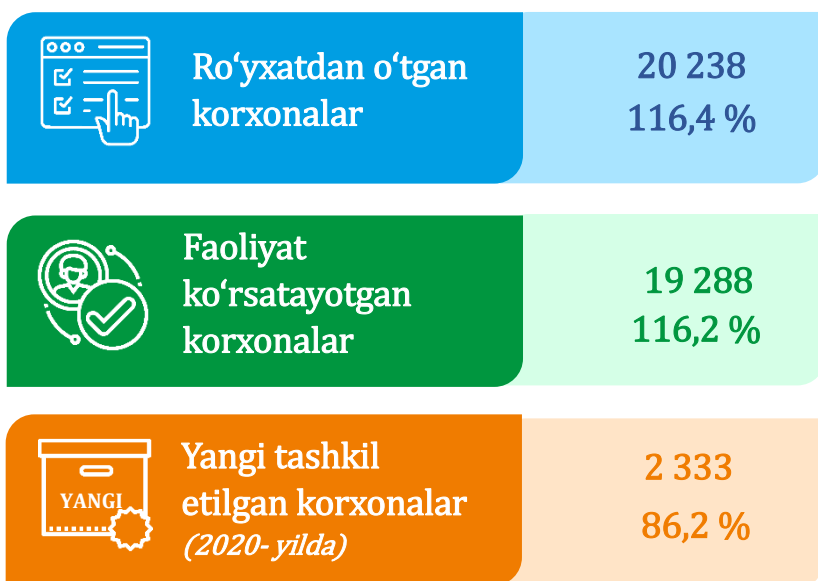 Ro‘yxatdan o‘tgan
korxonalar
20 238
116,4 %
Faoliyat
ko‘rsatayotgan
korxonalar
19 288
116,2 %
YANGI
Yangi tashkil
etilgan korxonalar
(2020- yilda)
2 333
86,2 %